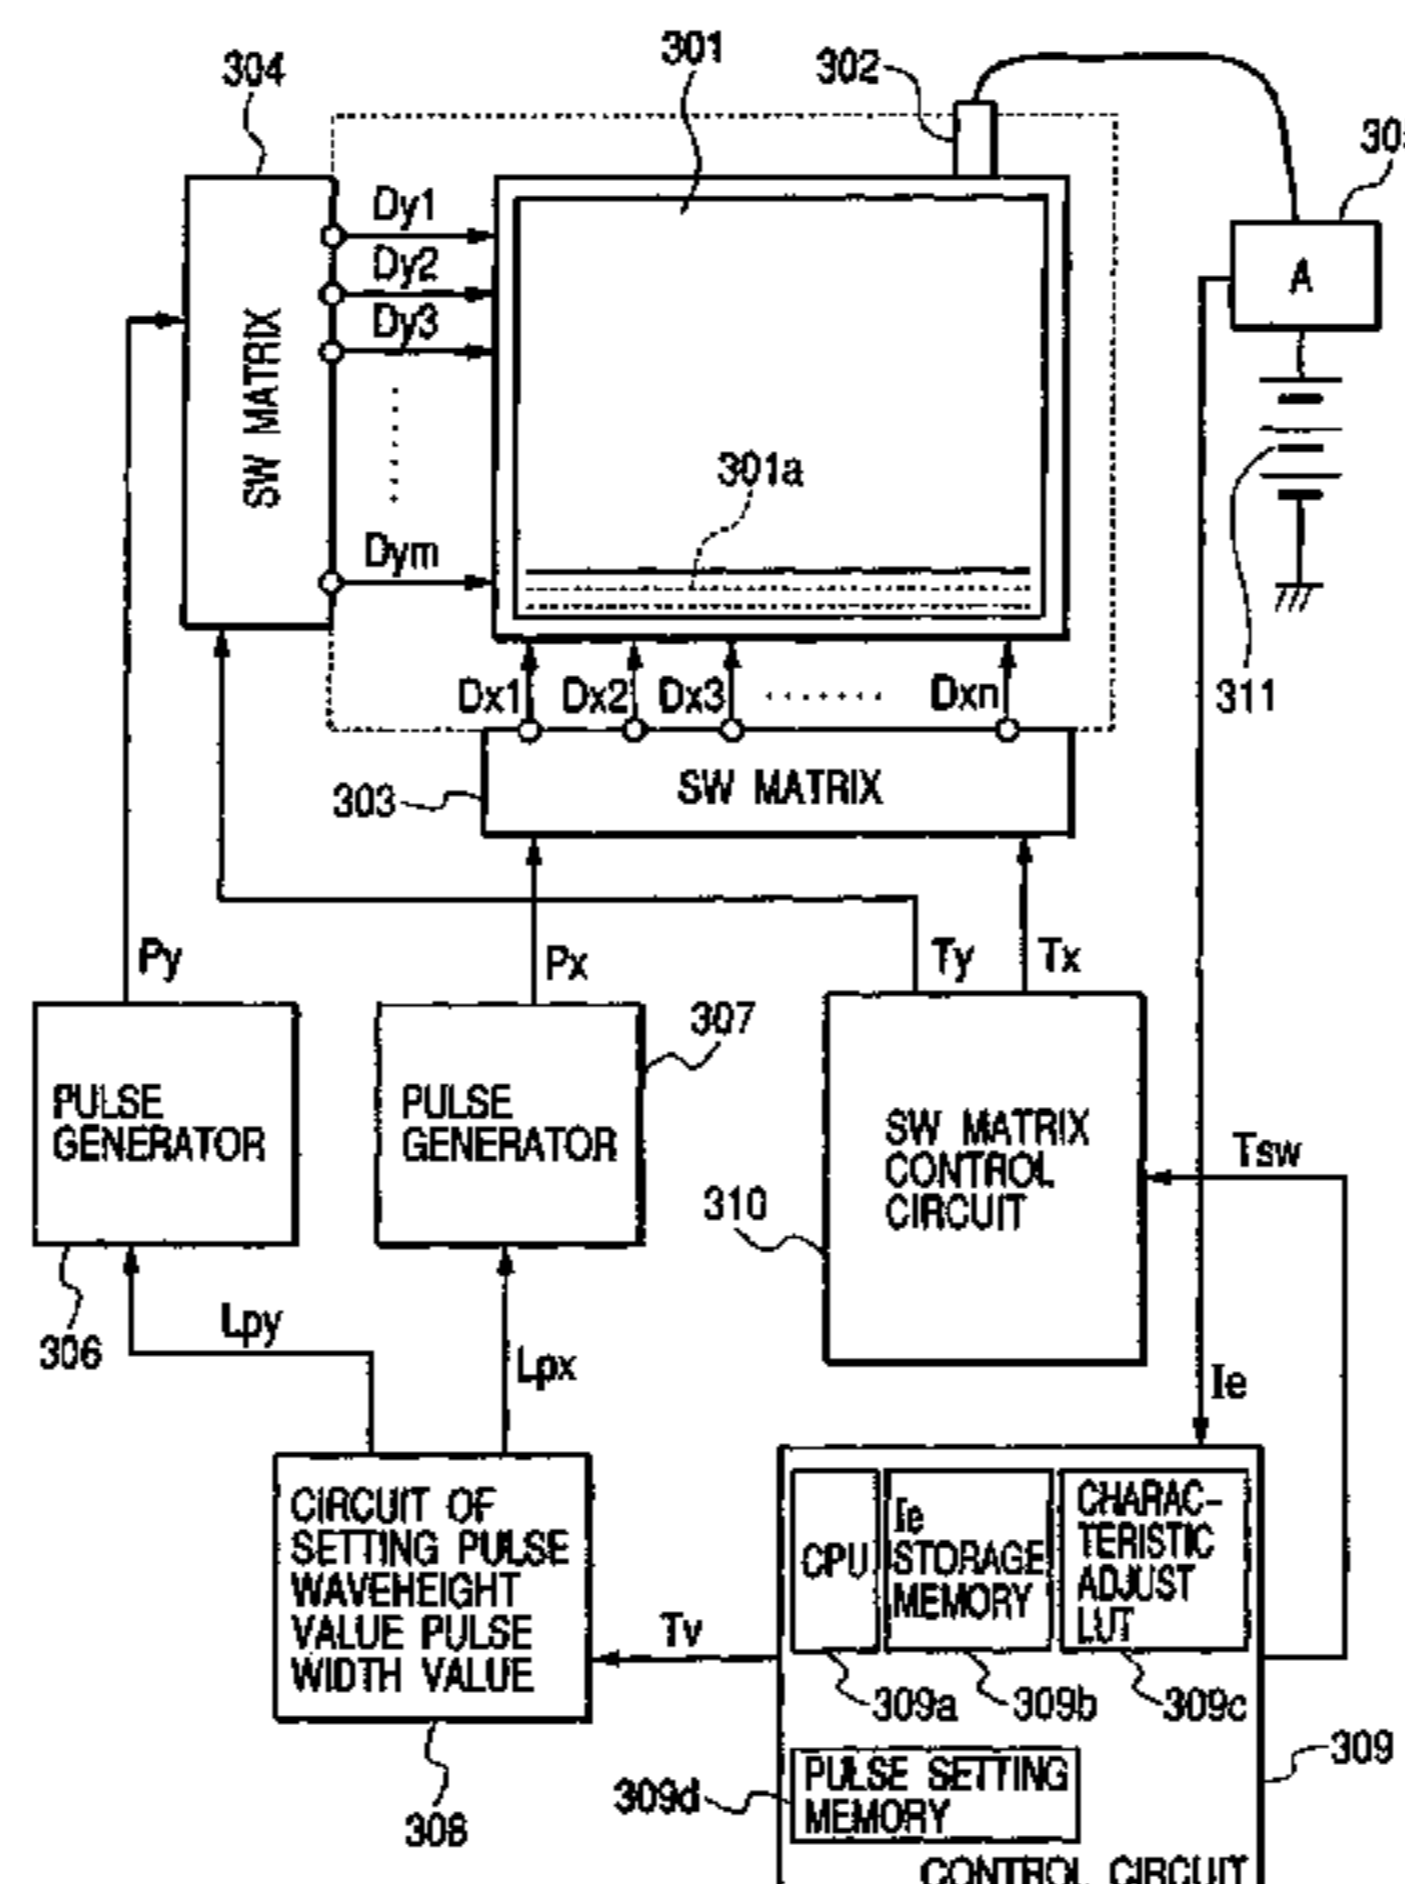 301
302
304
Dy1
A
Dy2
Dy3
SW MATRIX
301a
Dym
Dx1 Dx2 Dx3 Dxn
311
303
SW MATRIX
Py
Px
Ty
Tx
307
PULSE
GENERATOR
PULSE
GENERATOR
SW MATRIX
CONTROL
CIRCUIT
Tsw
310
306
Lpy
Lpx
Ie
CIRCUIT OF
SETTING PULSE
WAVEHEIGHT
VALUE PULSE
WIDTH VALUE
Tv
CPU
Ie
STORAGE
MEMORY
CHARAC-
TERISTIC
ADJUST
LUT
309a
309b
309c
309
309d
PULSE SETTING
MEMORY
308
CONTROL CIRCUIT